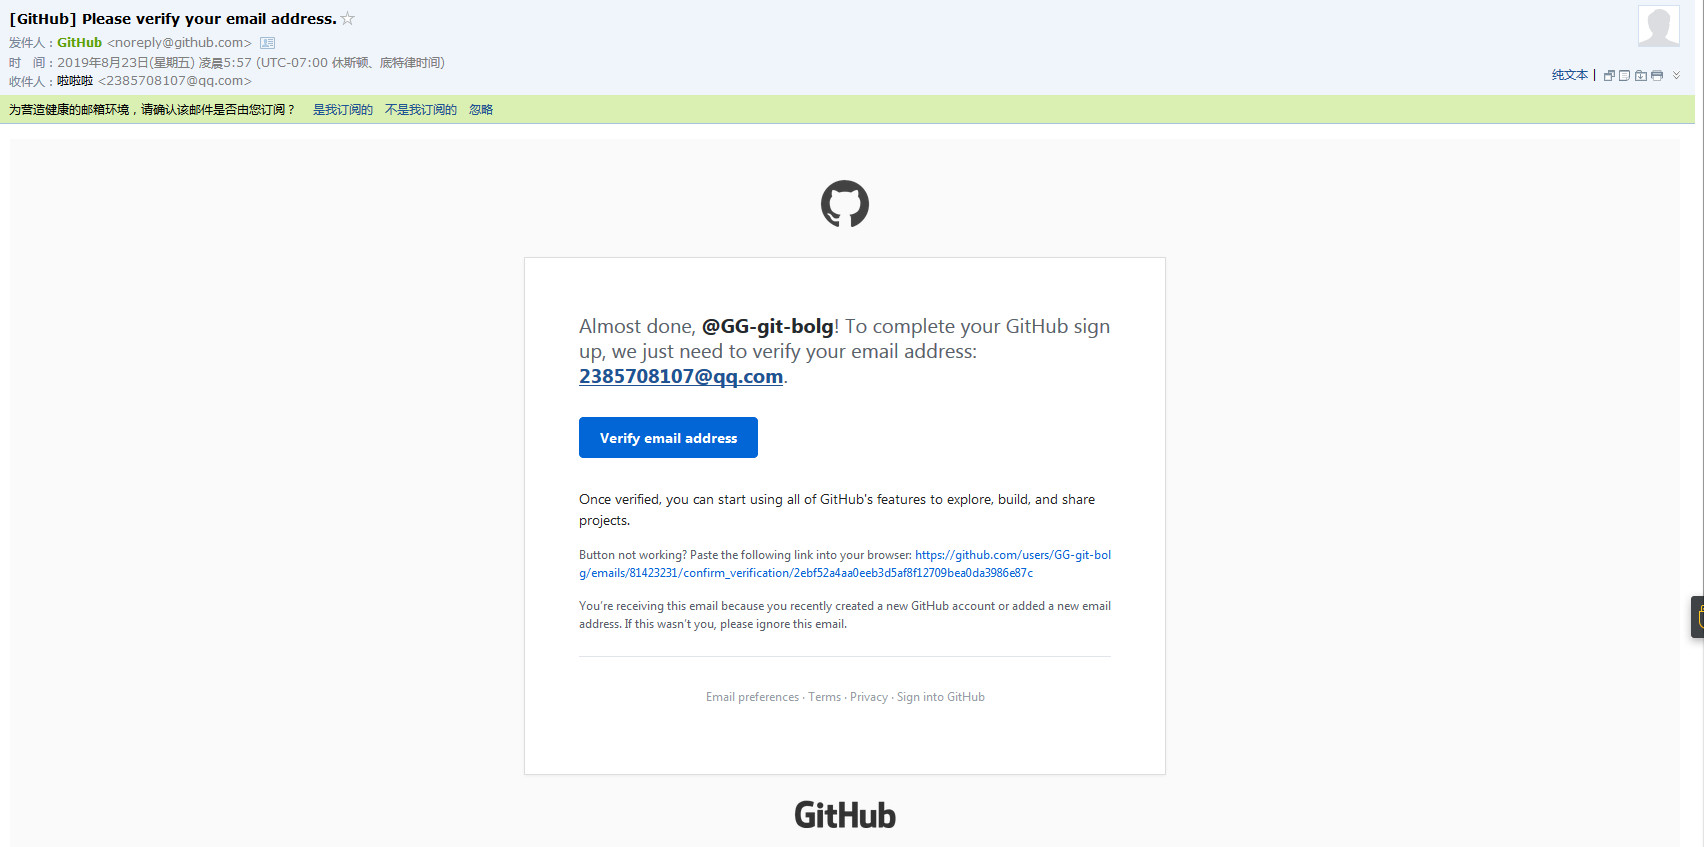 [GitHub] Please verify your email address.
发件人：GitHub <noreply@github.com>
时 间：2019年8月23日(星期五) 凌晨5:57 (UTC-07:00 休斯顿、底特律时间)
收件人：啦啦啦 <2385708107@qq.com>
纯文本 |
为营造健康的邮箱环境，请确认该邮件是否由您订阅？ 是我订阅的 不是我订阅的 忽略
Almost done, @GG-git-bolg! To complete your GitHub sign
up, we just need to verify your email address:
2385708107@qq.com.
Verify email address
Once verified, you can start using all of GitHub's features to explore, build, and share
projects.
Button not working? Paste the following link into your browser: https://github.com/users/GG-git-bol
g/emails/81423231/confirm_verification/2ebf52a4aa0eeb3d5af8f12709bea0da3986e87c
You’re receiving this email because you recently created a new GitHub account or added a new email
address. If this wasn’t you, please ignore this email.
Email preferences · Terms · Privacy · Sign into GitHub
GitHub